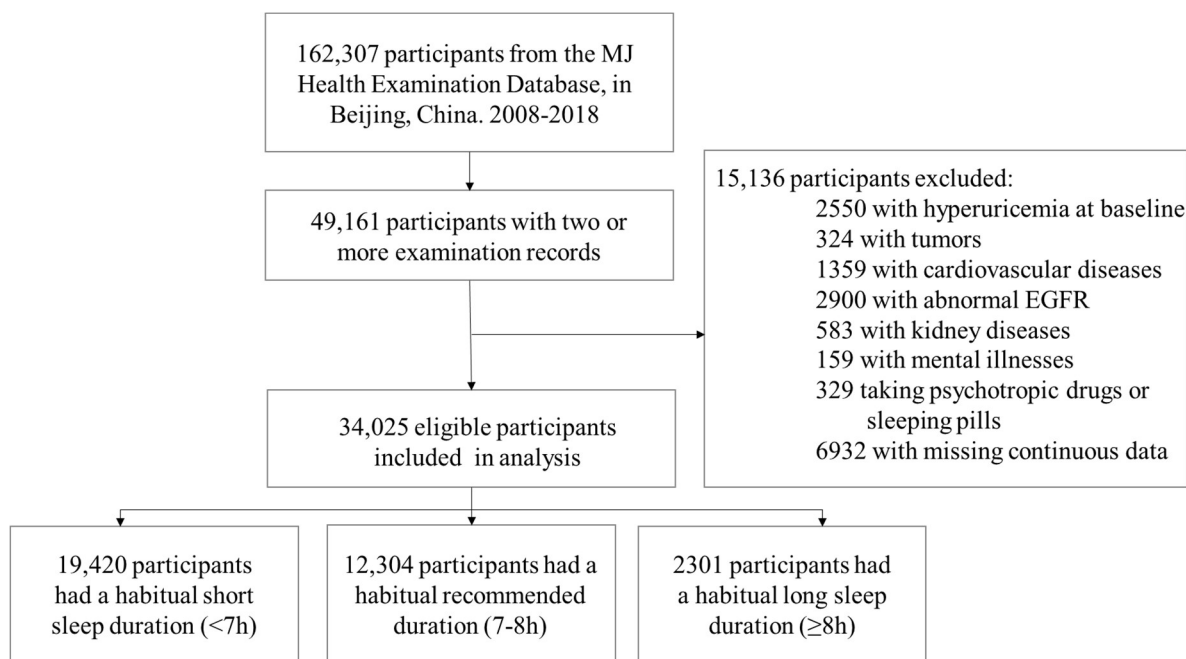 162,307 participants from the MJ
Health Examination Database, in
Beijing, China. 2008-2018
49,161 participants with two or
more examination records
15,136 participants excluded:
2550 with hyperuricemia at baseline
324 with tumors
1359 with cardiovascular diseases
2900 with abnormal EGFR
583 with kidney diseases
159 with mental illnesses
329 taking psychotropic drugs or
sleeping pills
6932 with missing continuous data
34,025 eligible participants
included in analysis
19,420 participants
had a habitual short
sleep duration (<7h)
12,304 participants had a
habitual recommended
duration (7-8h)
2301 participants had
a habitual long sleep
duration (≥8h)